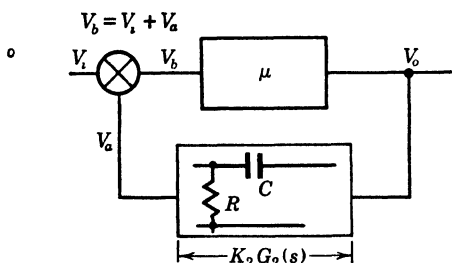 V_b = V_i + V_a
o
V_i
V_b
μ
V_o
V_a
C
R
K_2 G_2(s)